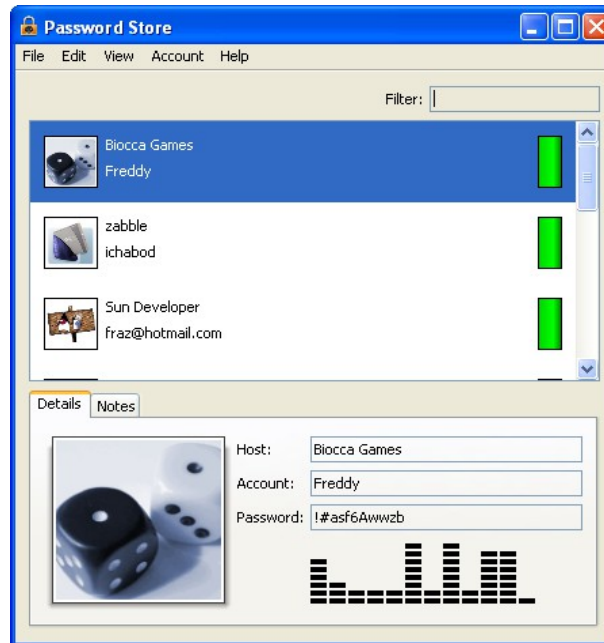 Password Store
File Edit View Account Help
Filter:
Biocca Games
Freddy
zabble
ichabod
Sun Developer
fraz@hotmail.com
Details Notes
Host: Biocca Games
Account: Freddy
Password: !#asf6Awwzb